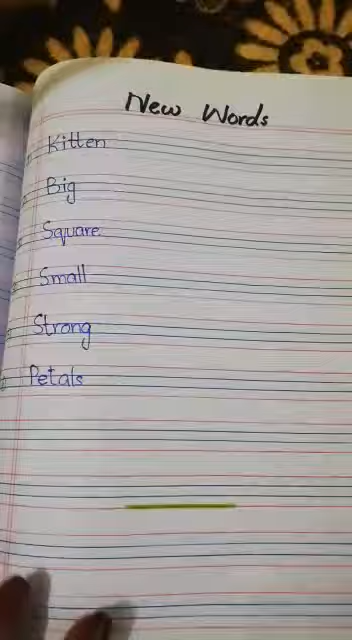 New Words
Kitten
Big
Square
Small
Strong
Petals